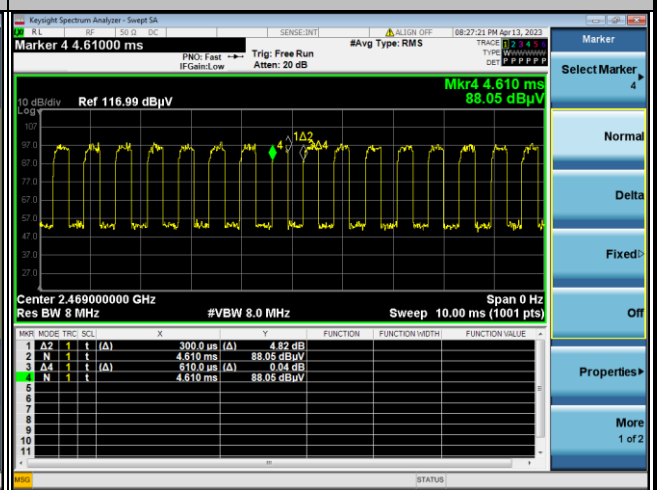 Keysight Spectrum Analyzer - Swept SA
RL RF 50 Ω DC SENSE:INT ALIGN OFF 08:27:21 PM Apr 13, 2023
Marker 4 4.61000 ms
#Avg Type: RMS
TRACE 1 2 3 4 5 6
TYPE WWWWWW
DET P P P P P P
PNO: Fast
IFGain:Low
Trig: Free Run
Atten: 20 dB
Marker
Select Marker
4
Normal
Delta
Fixed
Off
Properties
More
1 of 2
Mkr4 4.610 ms
88.05 dBµV
10 dB/div Ref 116.99 dBµV
Log
107
97.0
87.0
77.0
67.0
57.0
47.0
37.0
27.0
4
1Δ2
3Δ4
Center 2.469000000 GHz Span 0 Hz
Res BW 8 MHz #VBW 8.0 MHz Sweep 10.00 ms (1001 pts)
MKR MODE TRC SCL X Y FUNCTION FUNCTION WIDTH FUNCTION VALUE
1 Δ2 1 t (Δ) 300.0 µs (Δ) 4.82 dB
2 N 1 t 4.610 ms 88.05 dBµV
3 Δ4 1 t (Δ) 610.0 µs (Δ) 0.04 dB
4 N 1 t 4.610 ms 88.05 dBµV
5
6
7
8
9
10
11
MSG STATUS